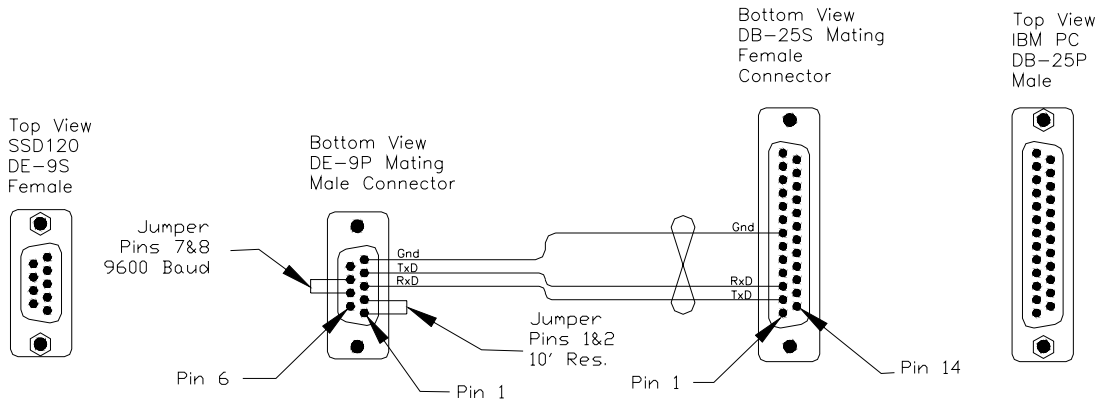 Bottom View
DB-25S Mating
Female
Connector
Top View
IBM PC
DB-25P
Male
Top View
SSD120
DE-9S
Female
Bottom View
DE-9P Mating
Male Connector
Jumper
Pins 7&8
9600 Baud
Gnd
TxD
RxD
Gnd
RxD
TxD
Jumper
Pins 1&2
10' Res.
Pin 6
Pin 1
Pin 1
Pin 14